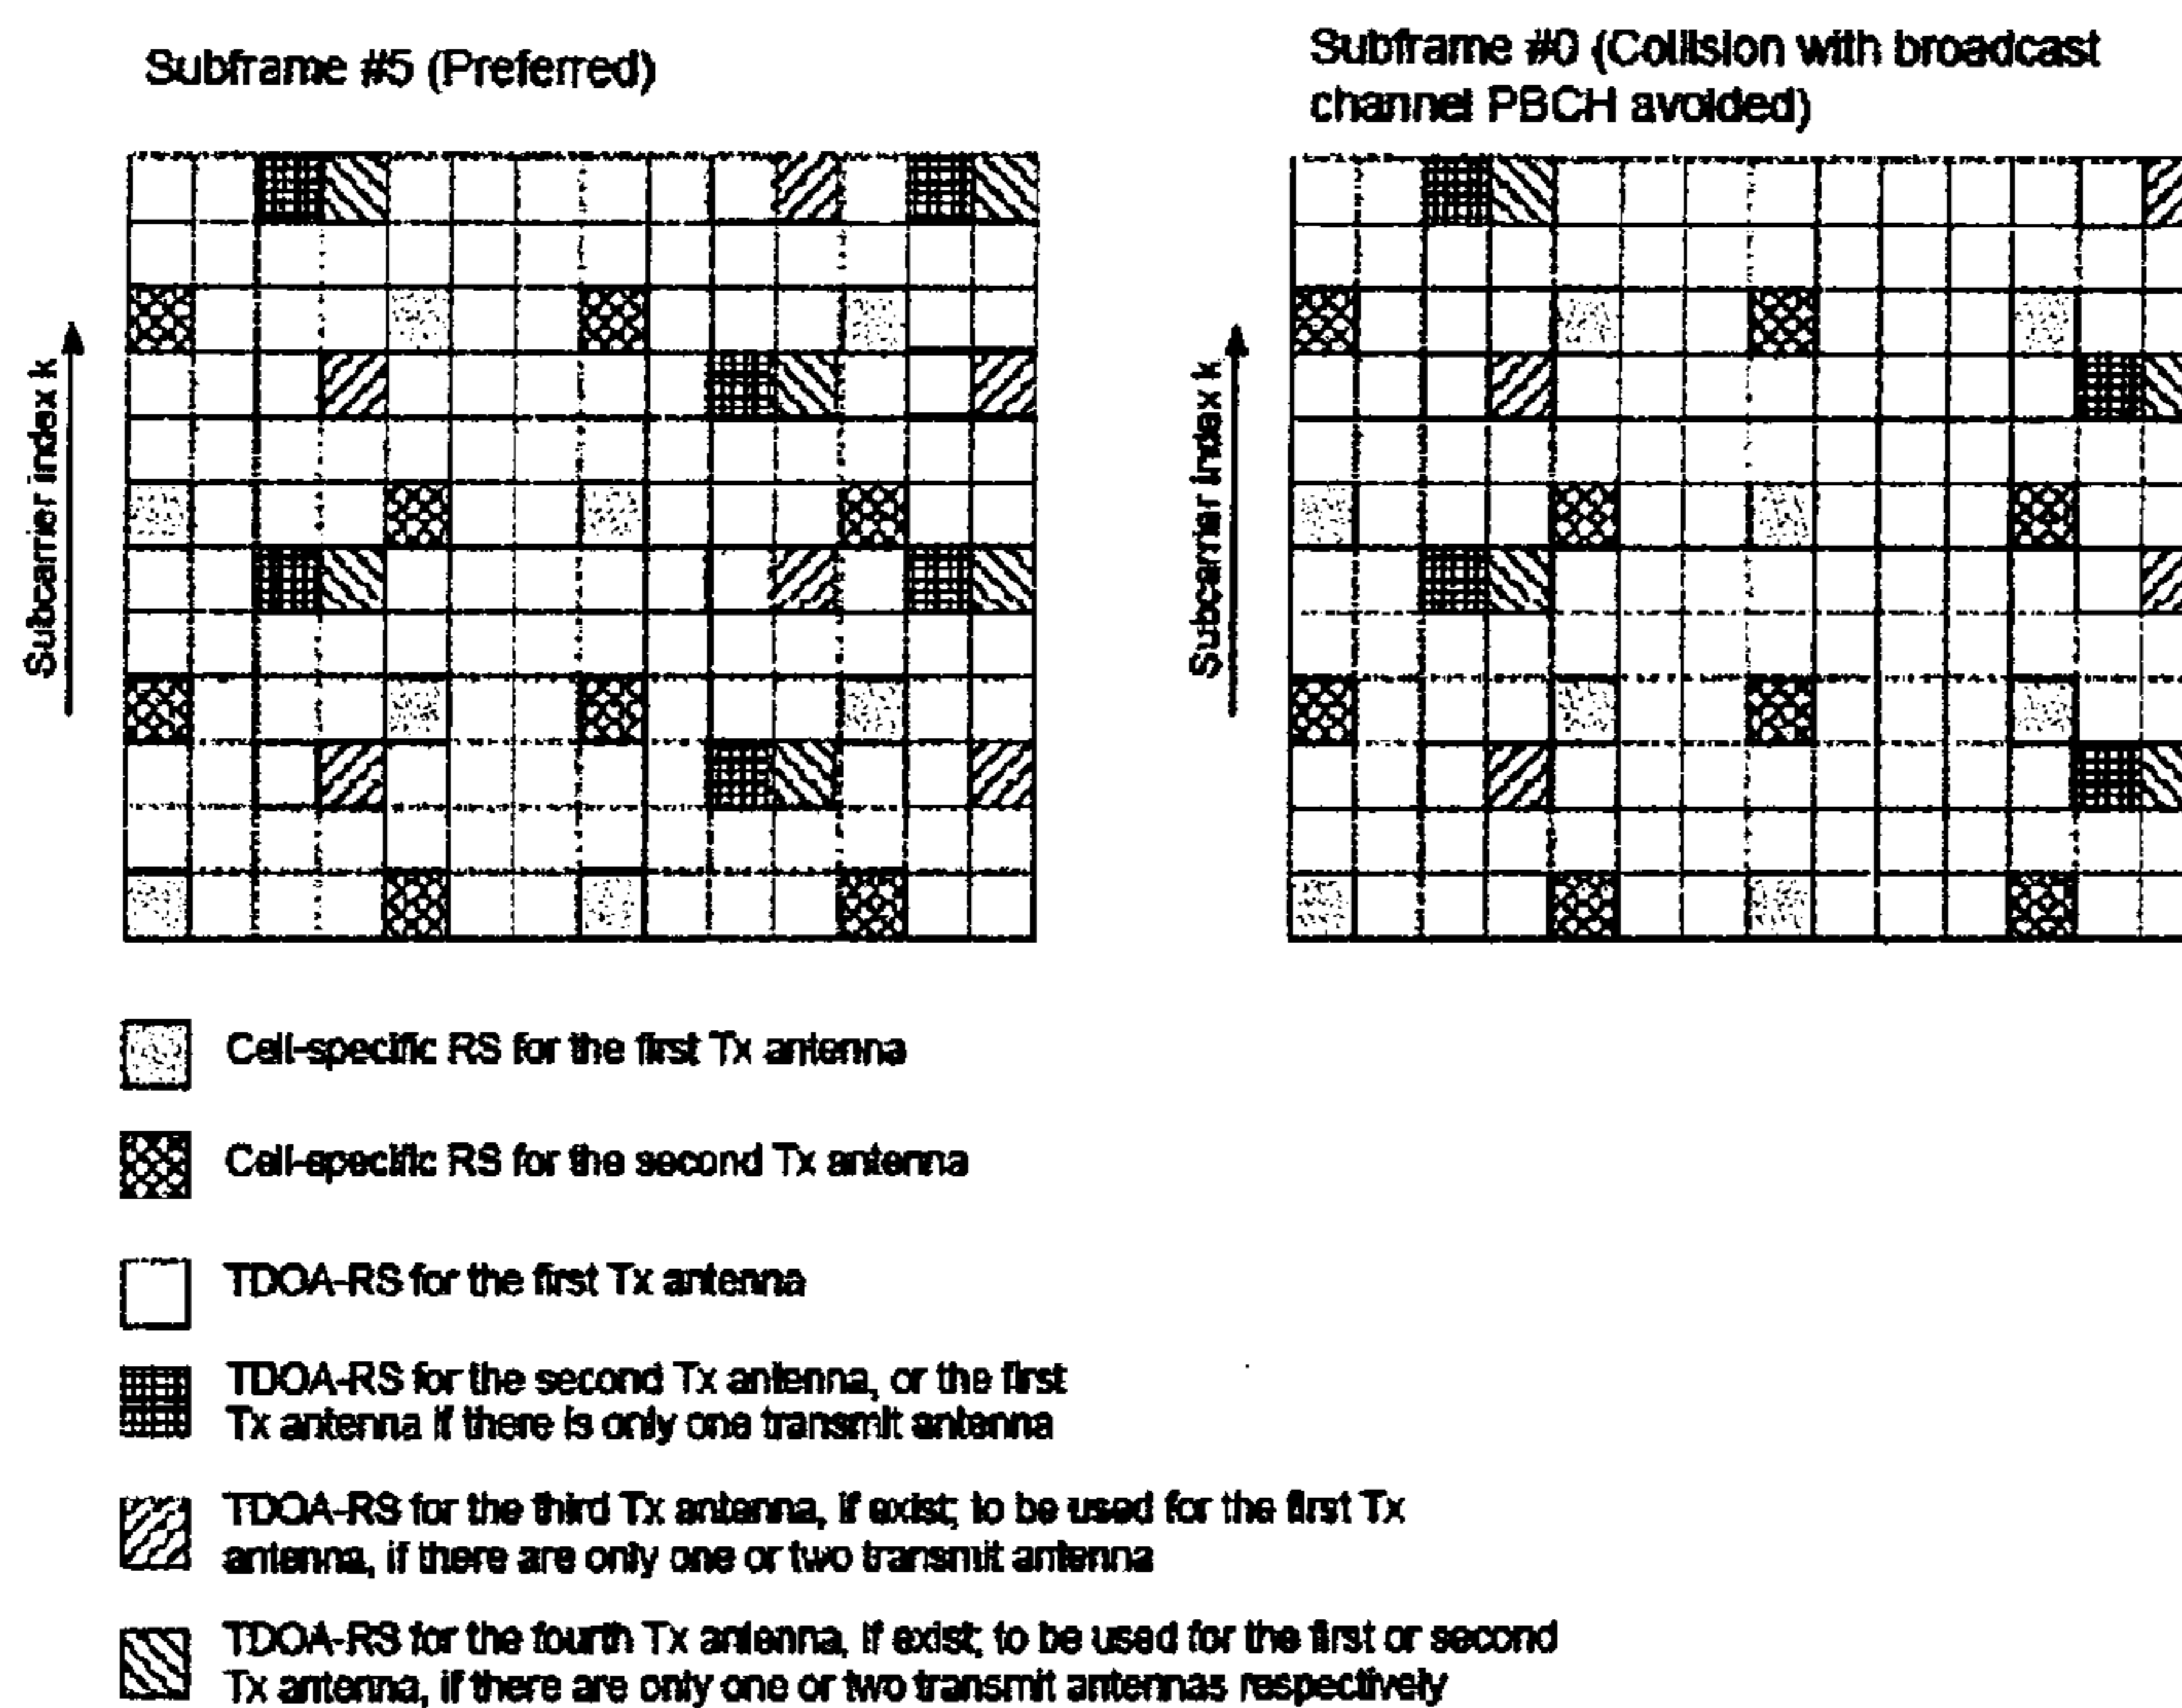 Subframe #5 (Preferred)
Subframe #0 (Collision with broadcast
channel PBCH avoided)
Subcarrier index k
Subcarrier index k
Cell-specific RS for the first Tx antenna
Cell-specific RS for the second Tx antenna
TDOA-RS for the first Tx antenna
TDOA-RS for the second Tx antenna, or the first
Tx antenna if there is only one transmit antenna
TDOA-RS for the third Tx antenna, if exist; to be used for the first Tx
antenna, if there are only one or two transmit antenna
TDOA-RS for the fourth Tx antenna, if exist; to be used for the first or second
Tx antenna, if there are only one or two transmit antennas respectively